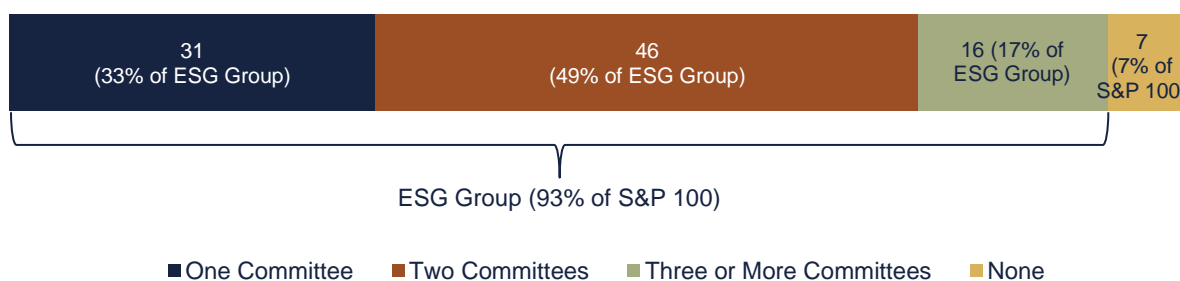 31
(33% of ESG Group)
46
(49% of ESG Group)
16 (17% of
ESG Group)
7
(7% of
S&P 100
ESG Group (93% of S&P 100)
One Committee
Two Committees
Three or More Committees
None